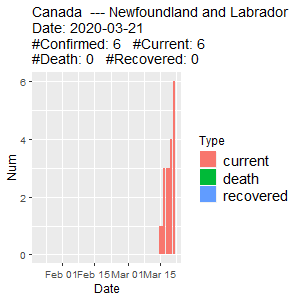 Canada  --- Newfoundland and Labrador
Date: 2020-03-21
#Confirmed: 6   #Current: 6
#Death: 0   #Recovered: 0
6
4
2
0
Num
Feb 01 Feb 15 Mar 01 Mar 15
Date
Type
current
death
recovered